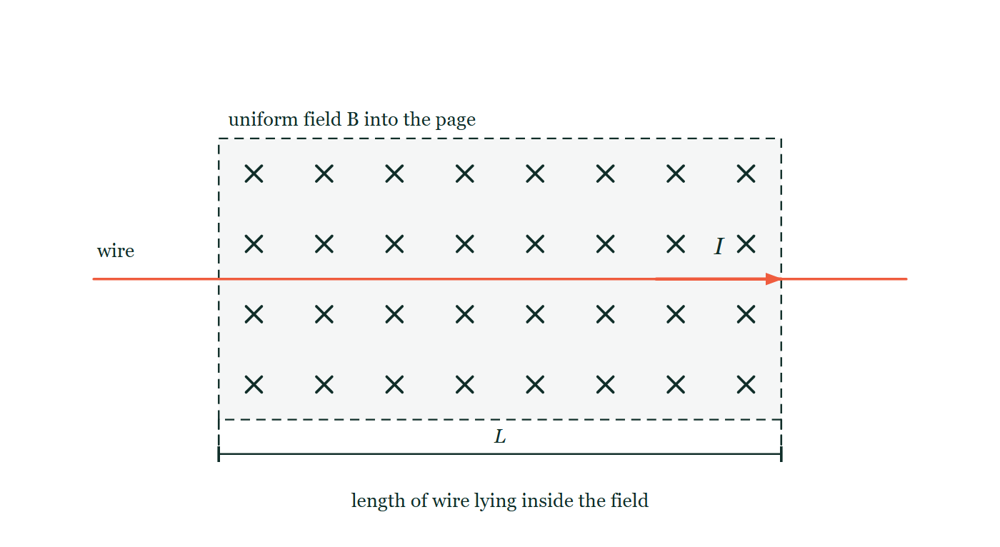 uniform field B into the page
wire
I
L
length of wire lying inside the field